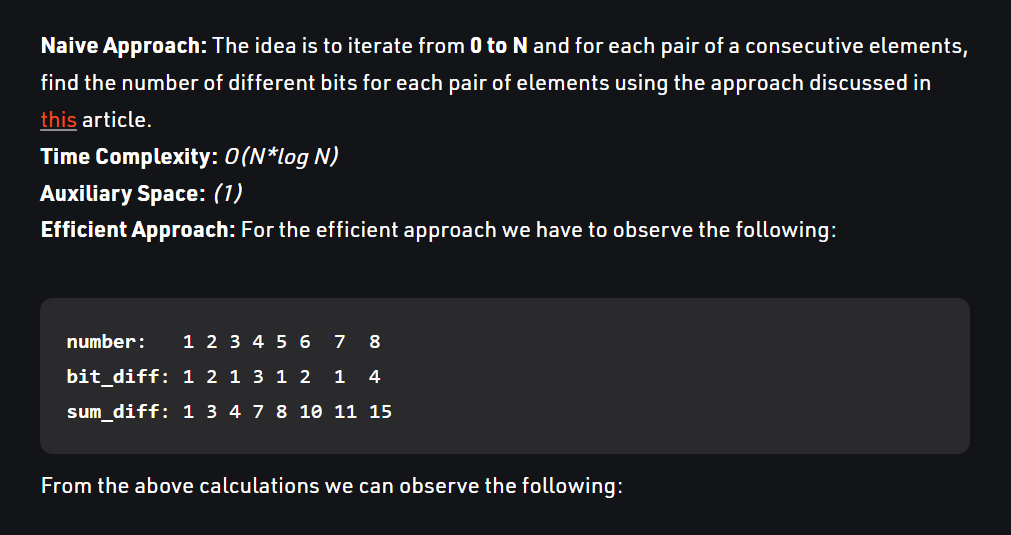 Naive Approach: The idea is to iterate from 0 to N and for each pair of a consecutive elements,
find the number of different bits for each pair of elements using the approach discussed in
this article.
Time Complexity: O(N*log N)
Auxiliary Space: (1)
Efficient Approach: For the efficient approach we have to observe the following:
number:   1 2 3 4 5 6  7  8
bit_diff: 1 2 1 3 1 2  1  4
sum_diff: 1 3 4 7 8 10 11 15
From the above calculations we can observe the following: